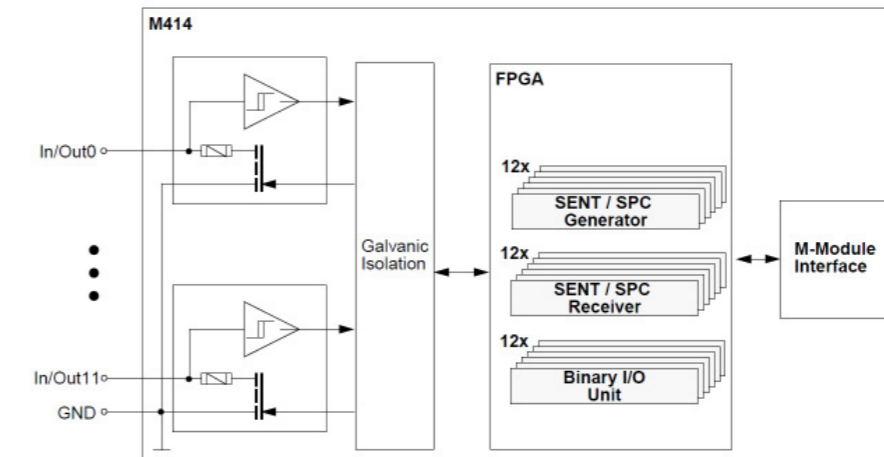 M414
FPGA
In/Out0
12x
SENT / SPC
Generator
Galvanic
Isolation
M-Module
Interface
12x
SENT / SPC
Receiver
12x
Binary I/O
Unit
In/Out11
GND